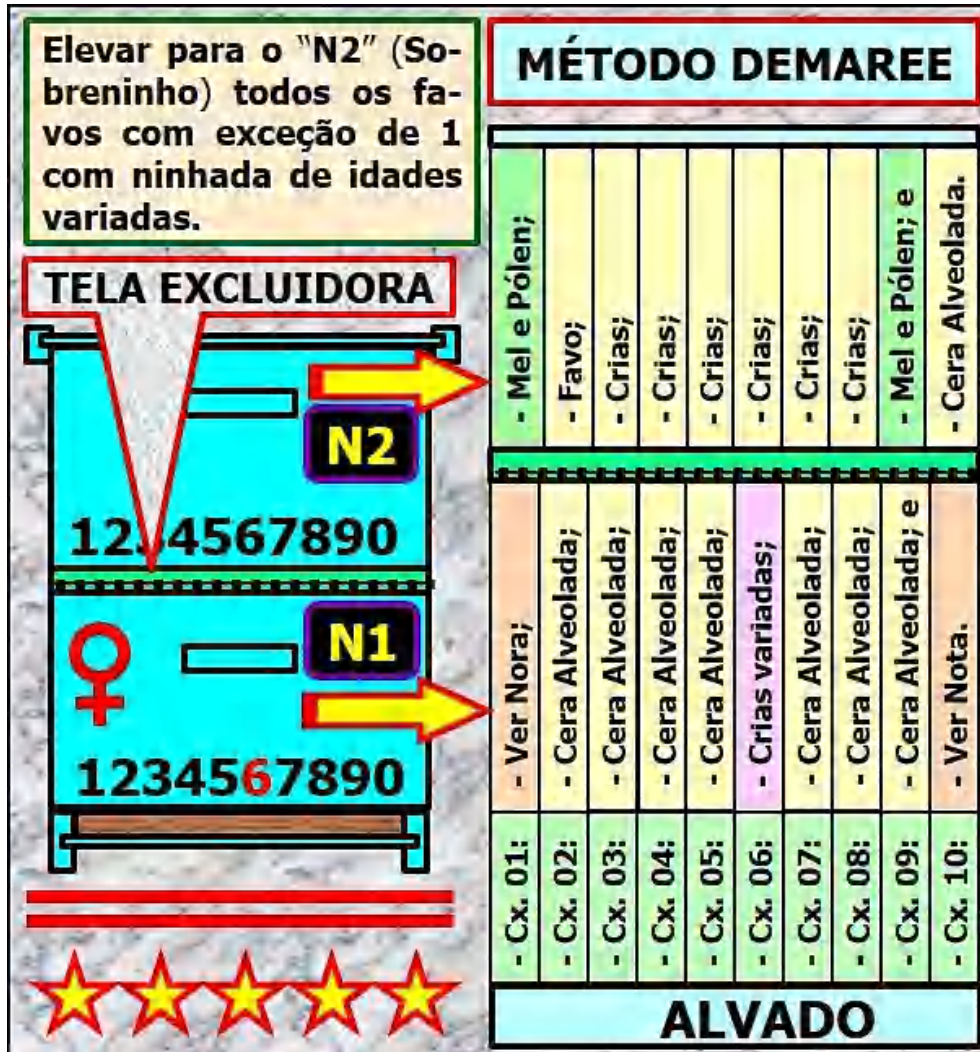 Elevar para o “N2” (So-
breninho) todos os fa-
vos com exceção de 1
com ninhada de idades
variadas.
TELA EXCLUIDORA
N2
1234567890
N1
1234567890
MÉTODO DEMAREE
- Mel e Pólen;
- Favo;
- Crias;
- Crias;
- Crias;
- Crias;
- Crias;
- Crias;
- Mel e Pólen; e
- Cera Alveolada.
- Ver Nora;
- Cera Alveolada;
- Cera Alveolada;
- Cera Alveolada;
- Cera Alveolada;
- Crias variadas;
- Cera Alveolada;
- Cera Alveolada;
- Cera Alveolada; e
- Ver Nota.
- Cx. 01:
- Cx. 02:
- Cx. 03:
- Cx. 04:
- Cx. 05:
- Cx. 06:
- Cx. 07:
- Cx. 08:
- Cx. 09:
- Cx. 10:
ALVADO